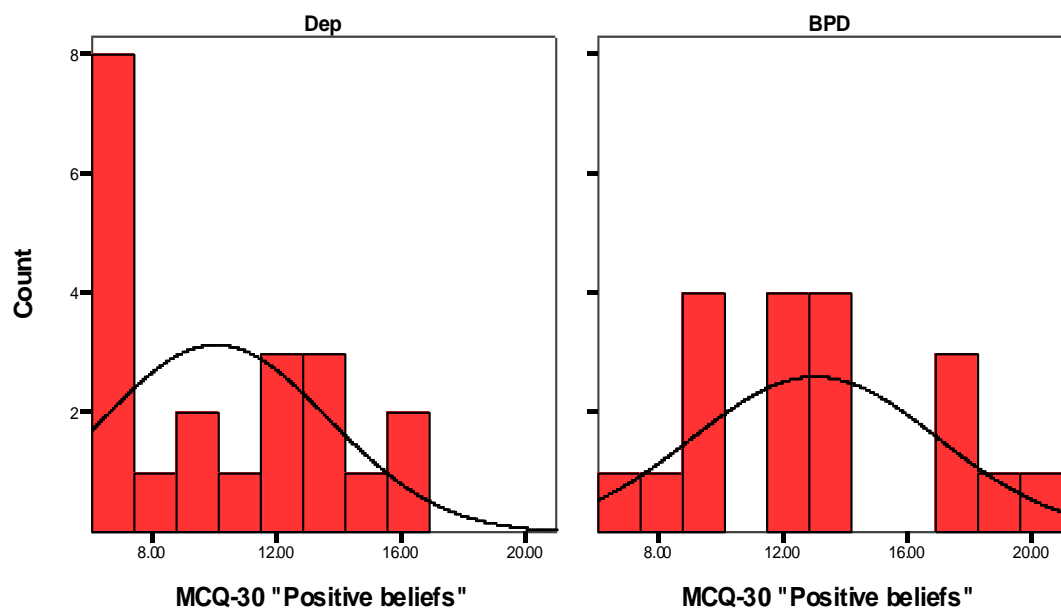 Dep BPD
Count
8
6
4
2
8.00 12.00 16.00 20.00 8.00 12.00 16.00 20.00
MCQ-30 "Positive beliefs" MCQ-30 "Positive beliefs"